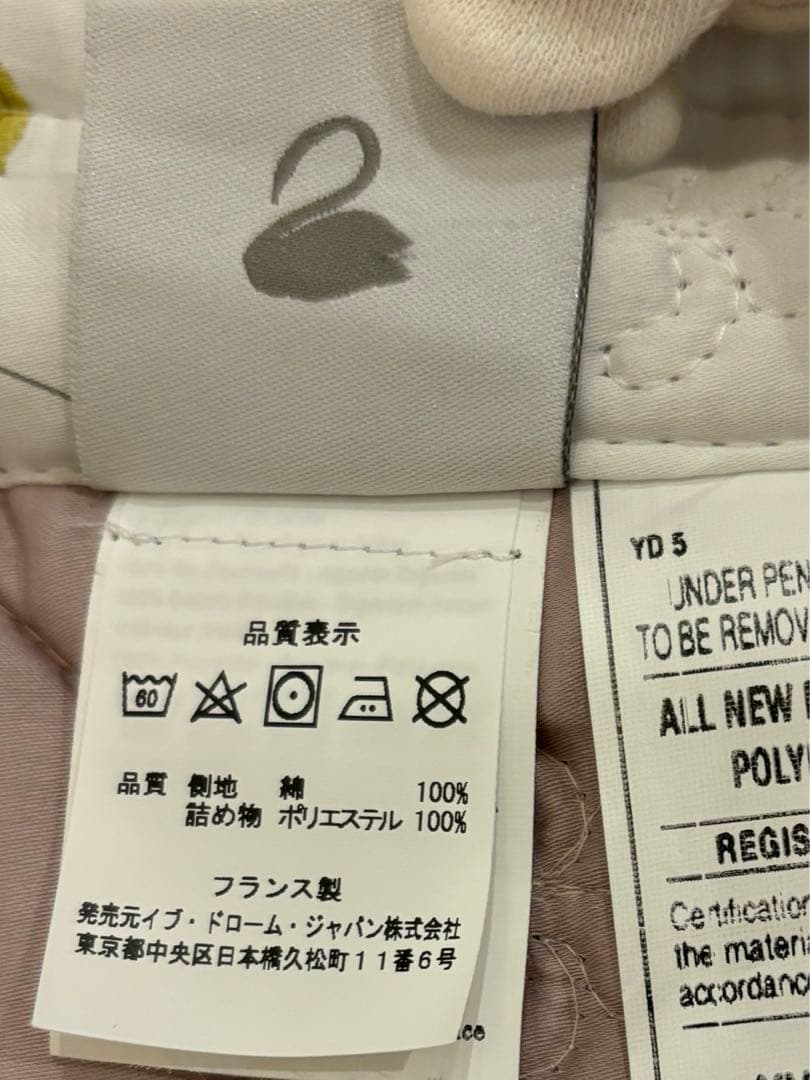 品質表示
60
品質 側地 綿 100%
詰め物 ポリエステル 100%
フランス製
発売元イブ・ドローム・ジャパン株式会社
東京都中央区日本橋久松町11番6号
YD 5
UNDER PEN
TO BE REMOV
ALL NEW
POLY
REGIS
Certification
the materi
accordanc